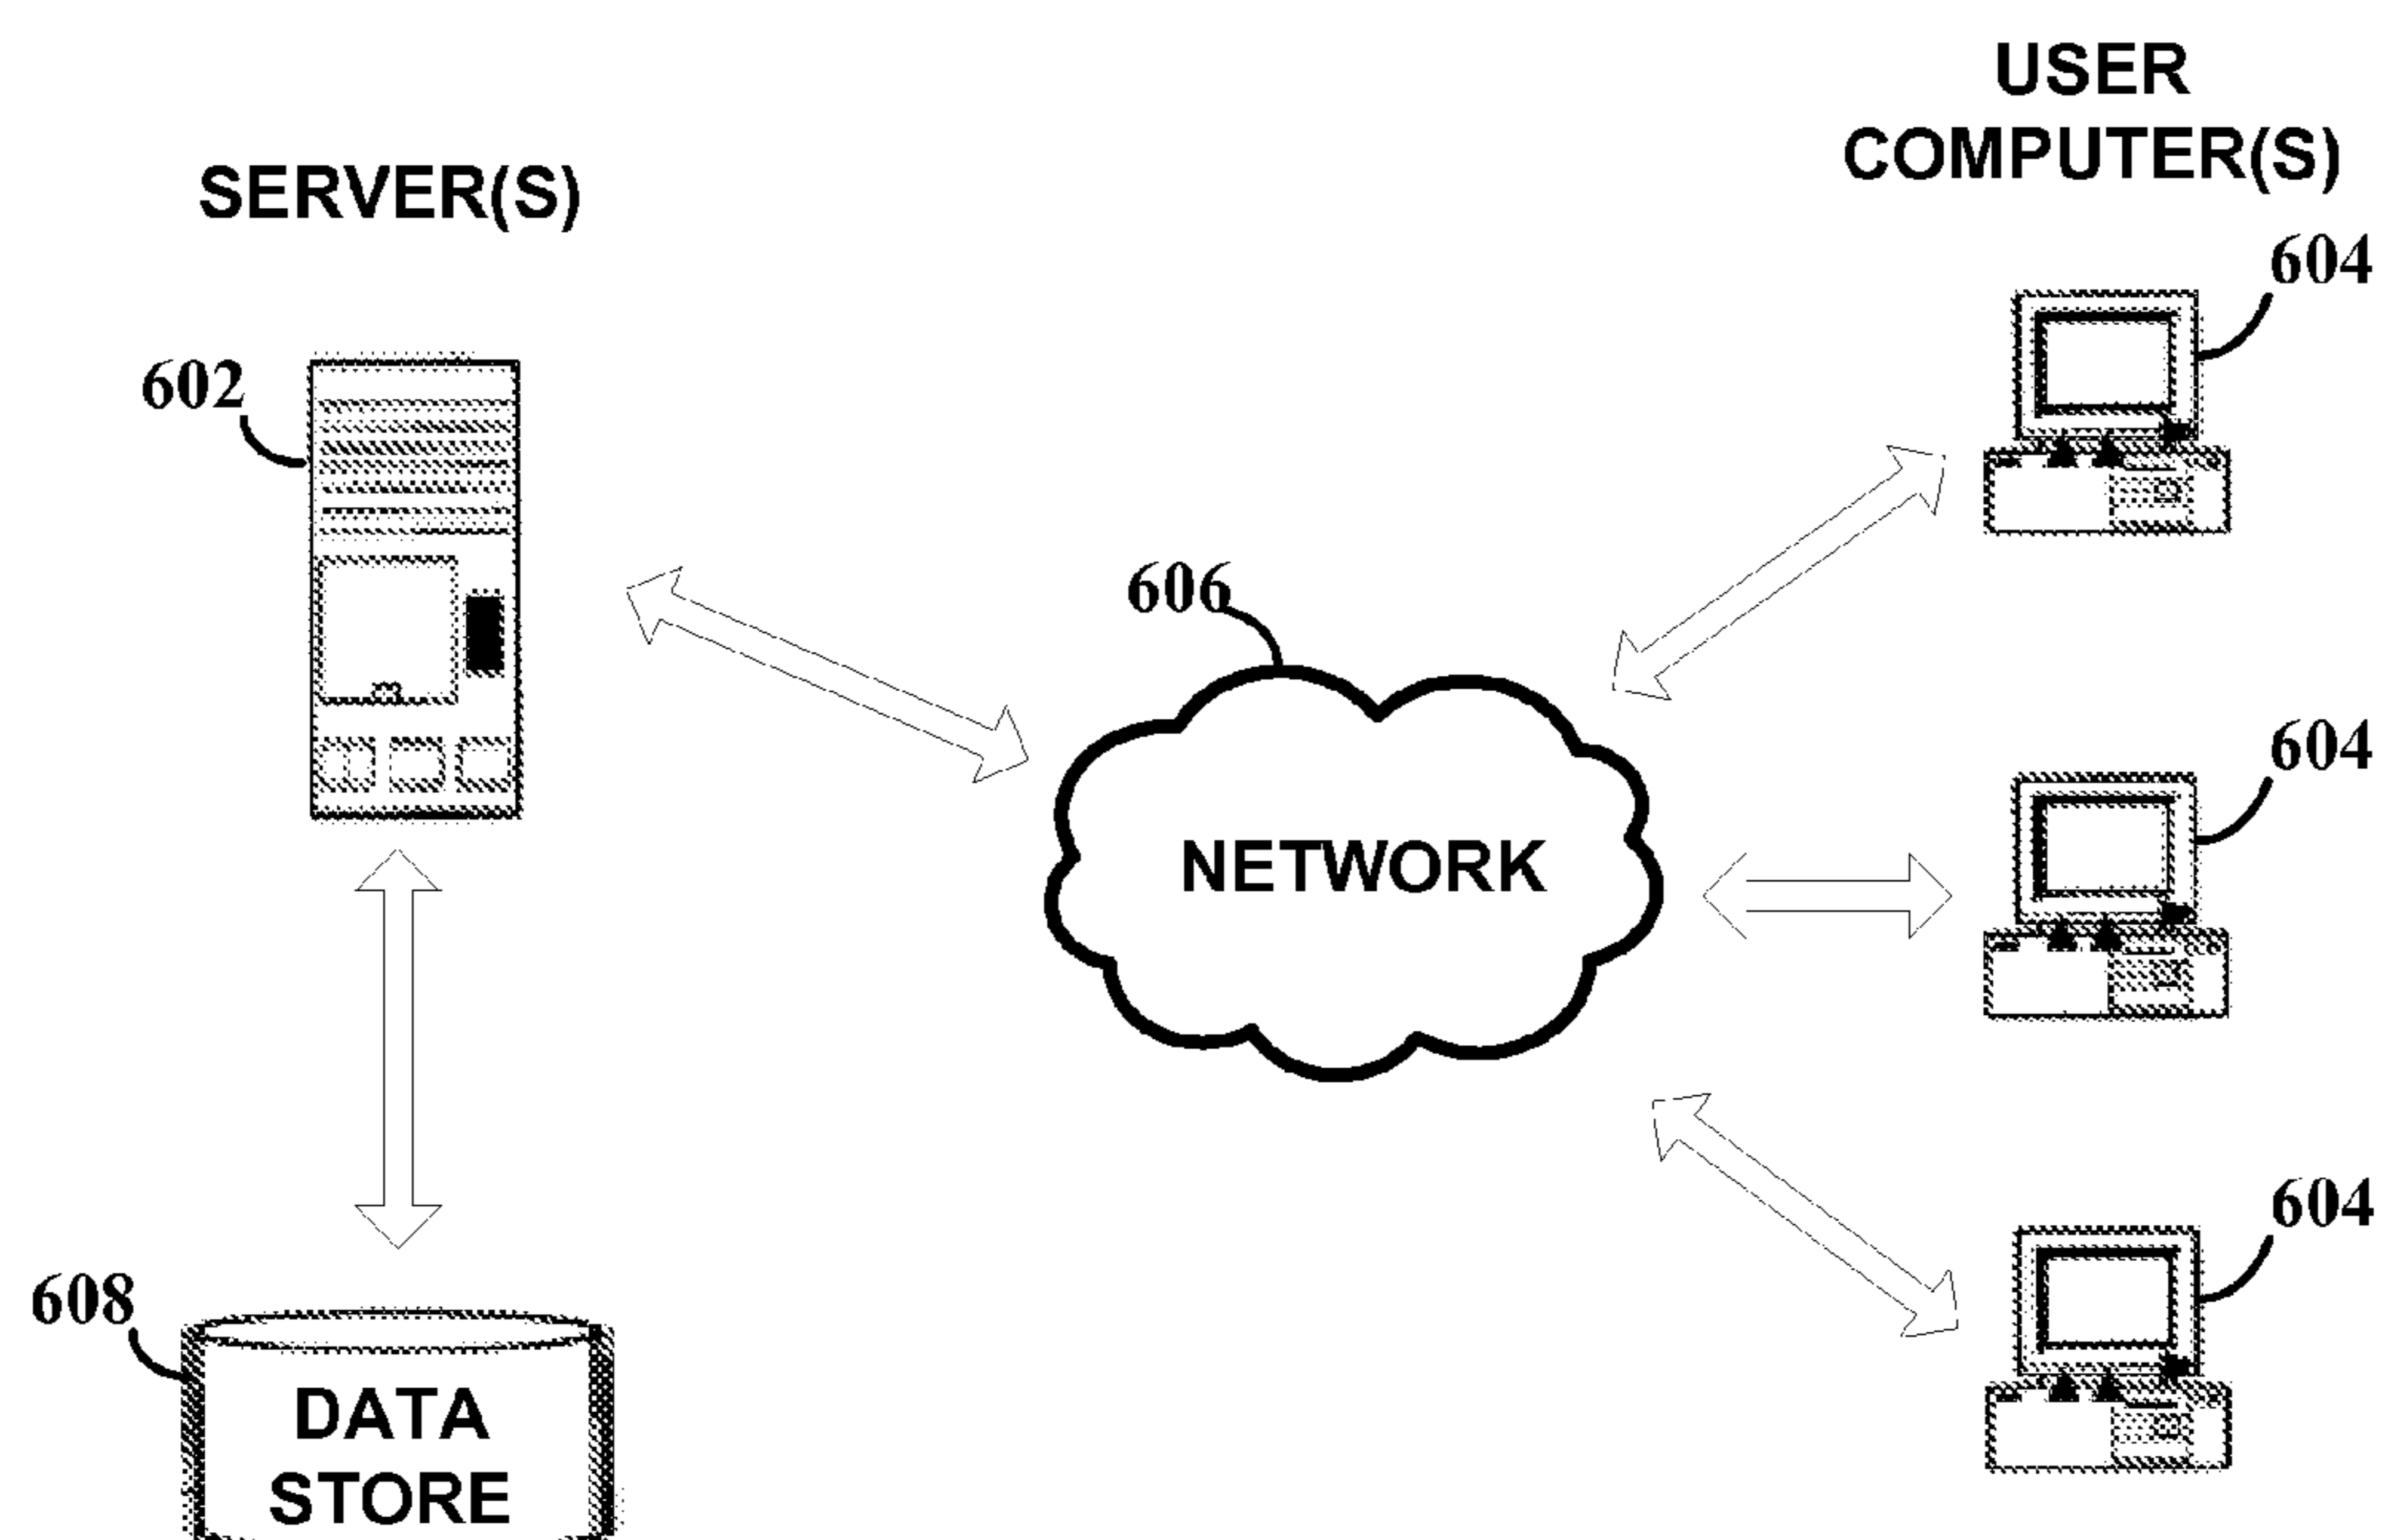 USER
COMPUTER(S)
SERVER(S)
604
602
606
604
NETWORK
604
608
DATA
STORE